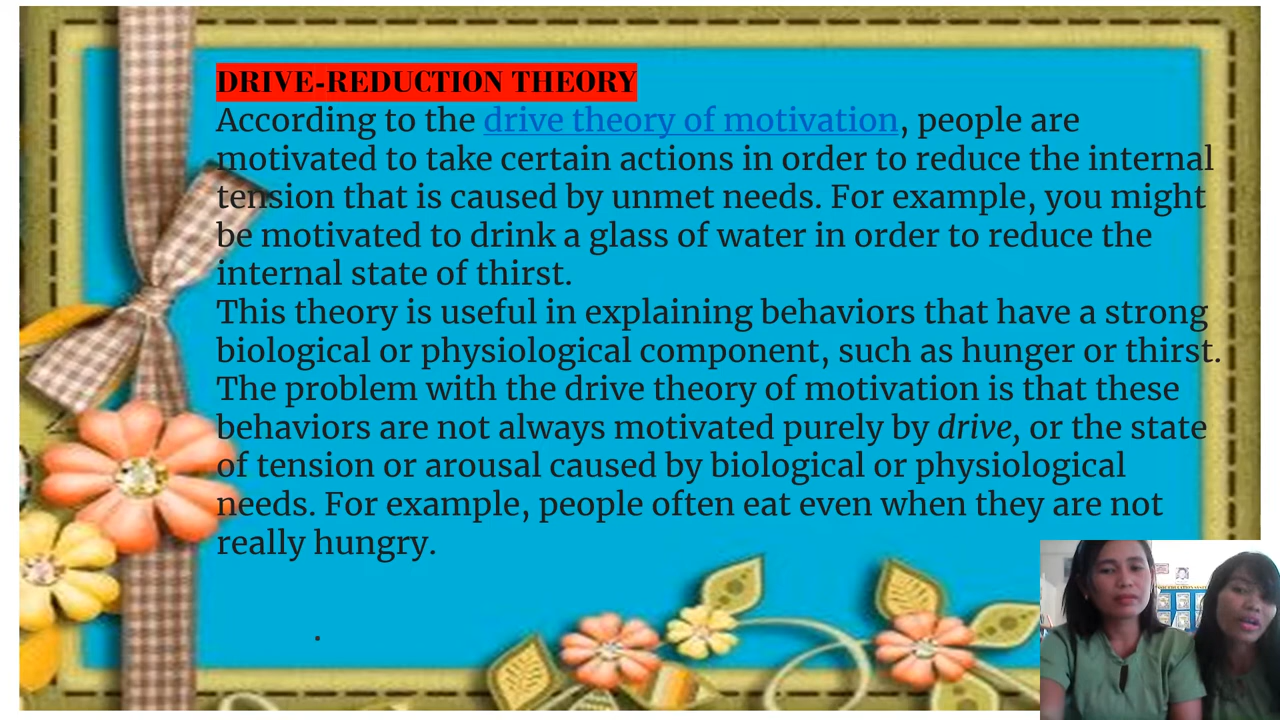 DRIVE-REDUCTION THEORY
According to the drive theory of motivation, people are
motivated to take certain actions in order to reduce the internal
tension that is caused by unmet needs. For example, you might
be motivated to drink a glass of water in order to reduce the
internal state of thirst.
This theory is useful in explaining behaviors that have a strong
biological or physiological component, such as hunger or thirst.
The problem with the drive theory of motivation is that these
behaviors are not always motivated purely by drive, or the state
of tension or arousal caused by biological or physiological
needs. For example, people often eat even when they are not
really hungry.
.